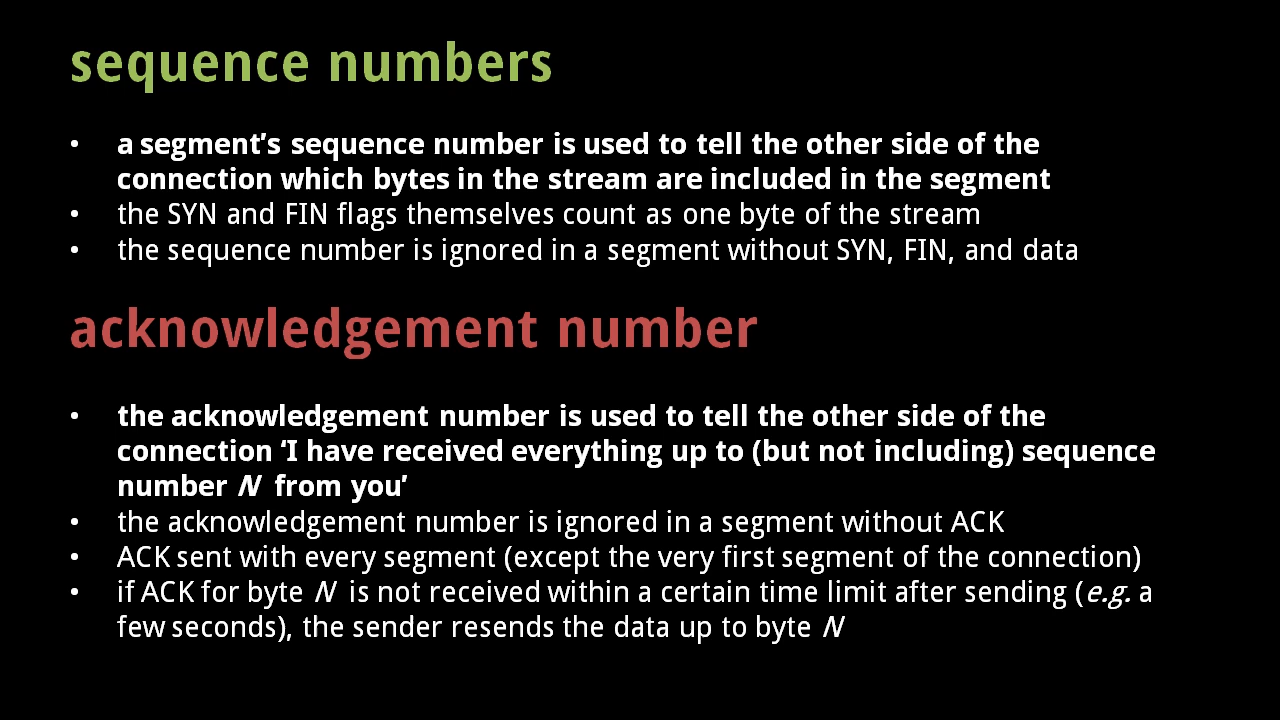 sequence numbers
• a segment’s sequence number is used to tell the other side of the
connection which bytes in the stream are included in the segment
• the SYN and FIN flags themselves count as one byte of the stream
• the sequence number is ignored in a segment without SYN, FIN, and data
acknowledgement number
• the acknowledgement number is used to tell the other side of the
connection ‘I have received everything up to (but not including) sequence
number N from you’
• the acknowledgement number is ignored in a segment without ACK
• ACK sent with every segment (except the very first segment of the connection)
• if ACK for byte N is not received within a certain time limit after sending (e.g. a
few seconds), the sender resends the data up to byte N